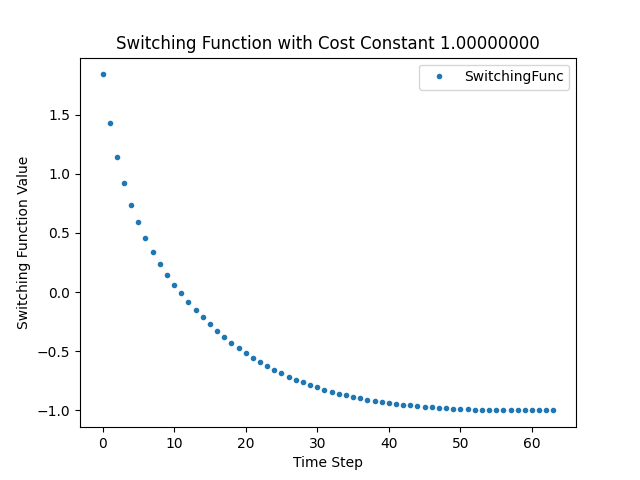 Switching Function with Cost Constant 1.00000000
SwitchingFunc
Switching Function Value
1.5
1.0
0.5
0.0
−0.5
−1.0
0 10 20 30 40 50 60
Time Step